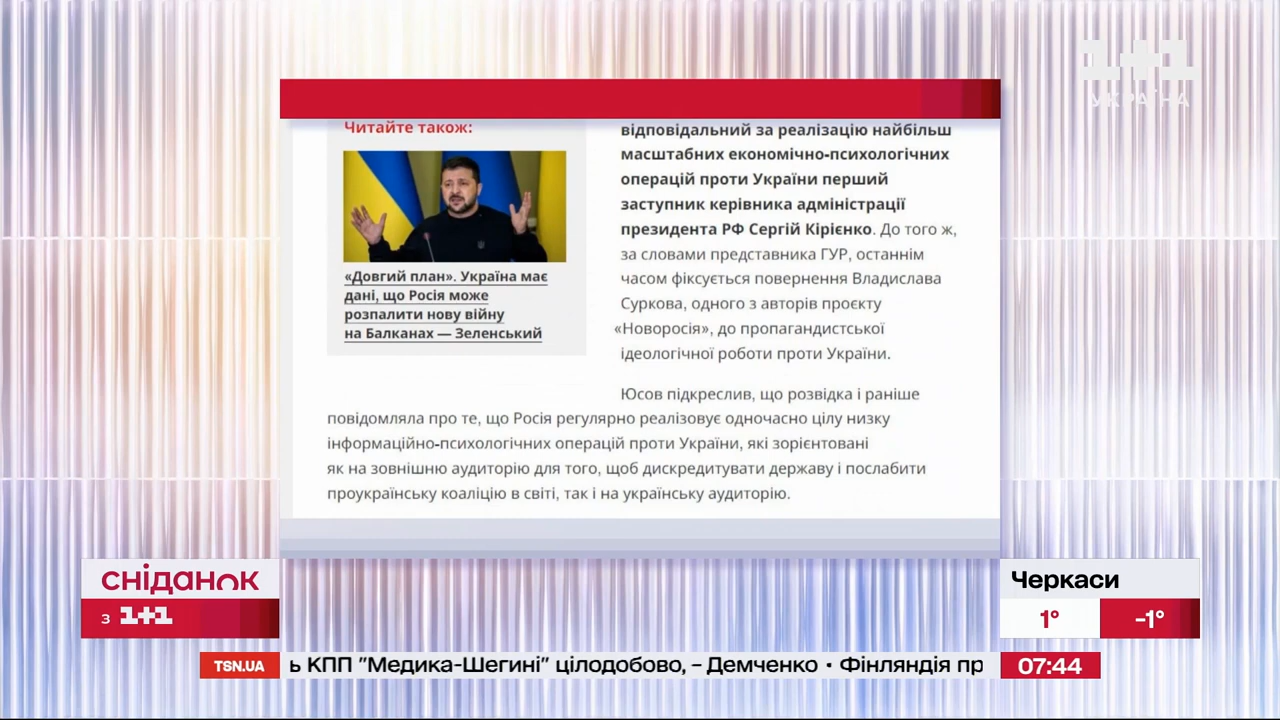 1+1
УКРАЇНА
Читайте також:
«Довгий план». Україна має
дані, що Росія може
розпалити нову війну
на Балканах — Зеленський
відповідальний за реалізацію найбільш
масштабних економічно-психологічних
операцій проти України перший
заступник керівника адміністрації
президента РФ Сергій Кірієнко. До того ж,
за словами представника ГУР, останнім
часом фіксується повернення Владислава
Суркова, одного з авторів проєкту
«Новоросія», до пропагандистської
ідеологічної роботи проти України.
Юсов підкреслив, що розвідка і раніше
повідомляла про те, що Росія регулярно реалізовує одночасно цілу низку
інформаційно-психологічних операцій проти України, які зорієнтовані
як на зовнішню аудиторію для того, щоб дискредитувати державу і послабити
проукраїнську коаліцію в світі, так і на українську аудиторію.
СНІДАНОК
З 1+1
Черкаси
1° -1°
TSN.UA ь КПП "Медика-Шегині" цілодобово, – Демченко • Фінляндія пр 07:44